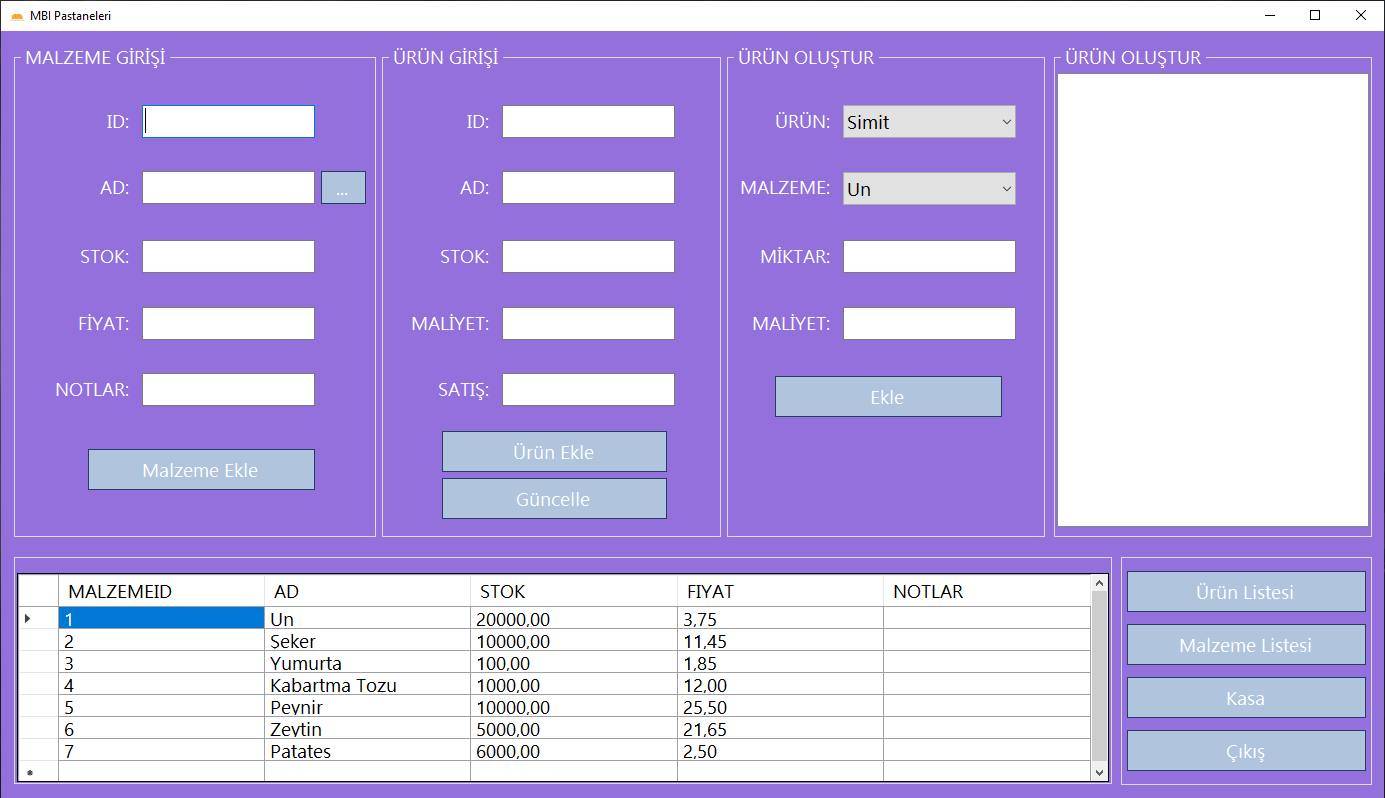 MBI Pastaneleri
MALZEME GİRİŞİ
ID:
AD:
...
STOK:
FİYAT:
NOTLAR:
Malzeme Ekle
ÜRÜN GİRİŞİ
ID:
AD:
STOK:
MALİYET:
SATIŞ:
Ürün Ekle
Güncelle
ÜRÜN OLUŞTUR
ÜRÜN: Simit
MALZEME: Un
MİKTAR:
MALİYET:
Ekle
ÜRÜN OLUŞTUR
MALZEMEID AD STOK FIYAT NOTLAR
1 Un 20000,00 3,75
2 Şeker 10000,00 11,45
3 Yumurta 100,00 1,85
4 Kabartma Tozu 1000,00 12,00
5 Peynir 10000,00 25,50
6 Zeytin 5000,00 21,65
7 Patates 6000,00 2,50
Ürün Listesi
Malzeme Listesi
Kasa
Çıkış